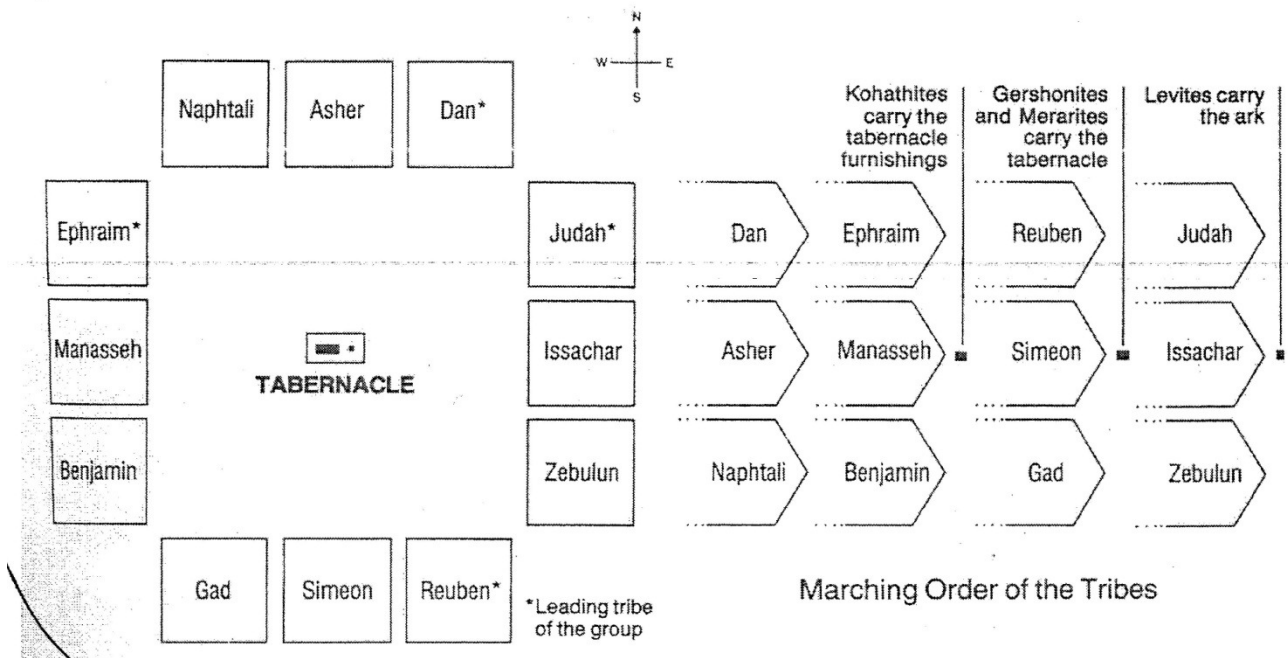 N
W E
S
Naphtali Asher Dan*
Ephraim* Judah*
Manasseh Issachar
TABERNACLE
Benjamin Zebulun
Gad Simeon Reuben*
*Leading tribe
of the group
Kohathites
carry the
tabernacle
furnishings
Gershonites
and Merarites
carry the
tabernacle
Levites carry
the ark
Dan Ephraim Reuben Judah
Asher Manasseh Simeon Issachar
Naphtali Benjamin Gad Zebulun
Marching Order of the Tribes